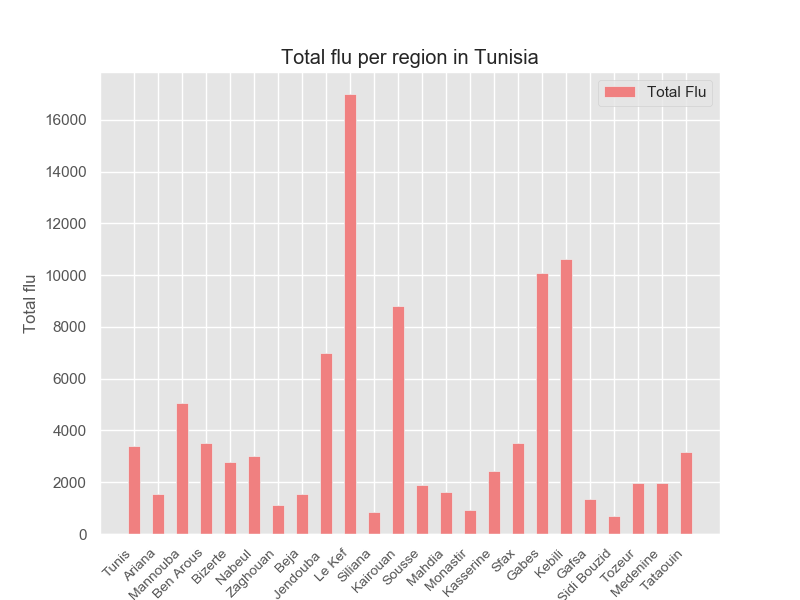 Total flu per region in Tunisia
Total Flu
Total flu
16000
14000
12000
10000
8000
6000
4000
2000
0
Tunis
Ariana
Mannouba
Ben Arous
Bizerte
Nabeul
Zaghouan
Beja
Jendouba
Le Kef
Siliana
Kairouan
Sousse
Mahdia
Monastir
Kasserine
Sfax
Gabes
Kebili
Gafsa
Sidi Bouzid
Tozeur
Medenine
Tataouin